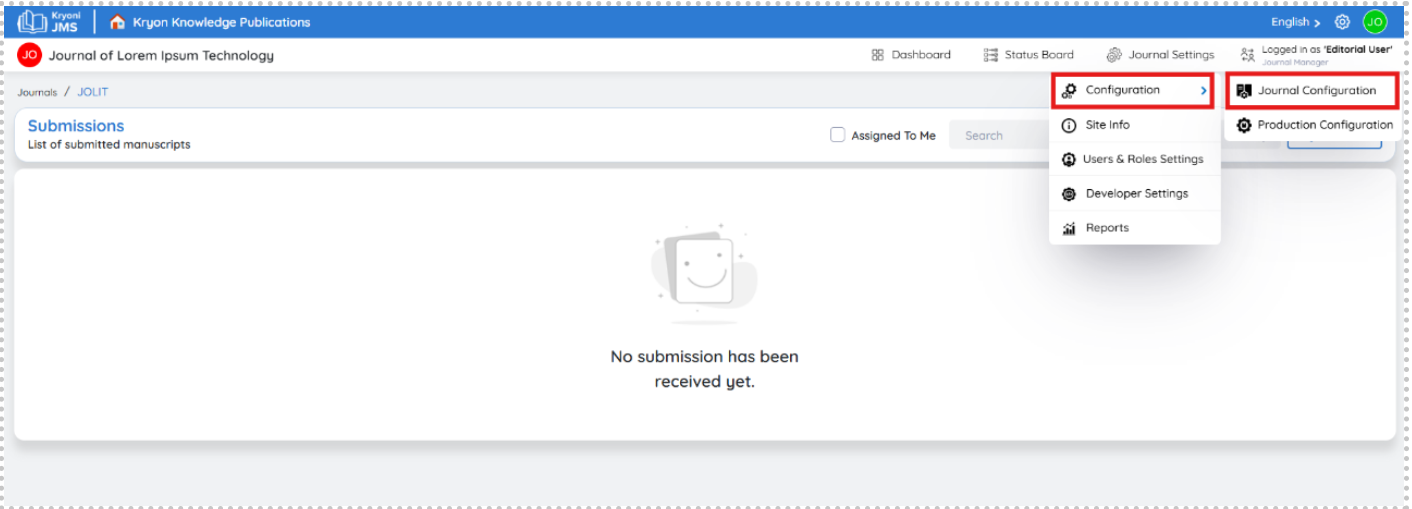 Kryoni
JMS
Kryon Knowledge Publications
English >
JO
JO
Journal of Lorem Ipsum Technology
Dashboard
Status Board
Journal Settings
Logged in as 'Editorial User'
Journal Manager
Journals / JOLIT
Configuration >
Journal Configuration
Submissions
List of submitted manuscripts
Assigned To Me
Search
Site Info
Production Configuration
Users & Roles Settings
Developer Settings
Reports
No submission has been
received yet.